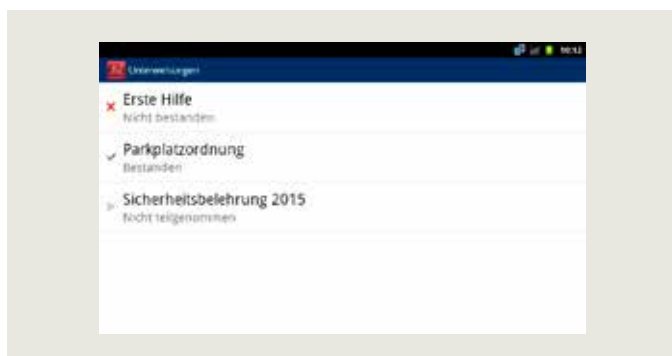 Unterweisungen
Erste Hilfe
Nicht bestanden
Parkplatzordnung
Bestanden
Sicherheitsbelehrung 2015
Nicht teilgenommen